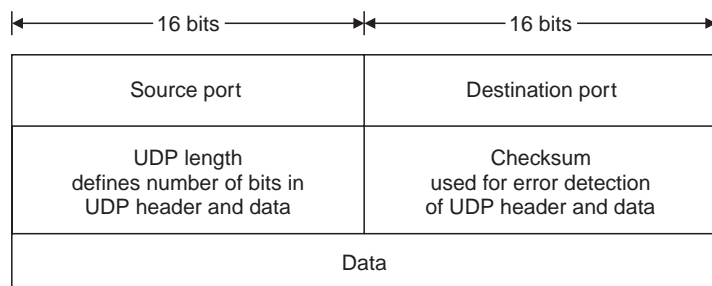 16 bits 16 bits
Source port Destination port
UDP length
defines number of bits in
UDP header and data
Checksum
used for error detection
of UDP header and data
Data